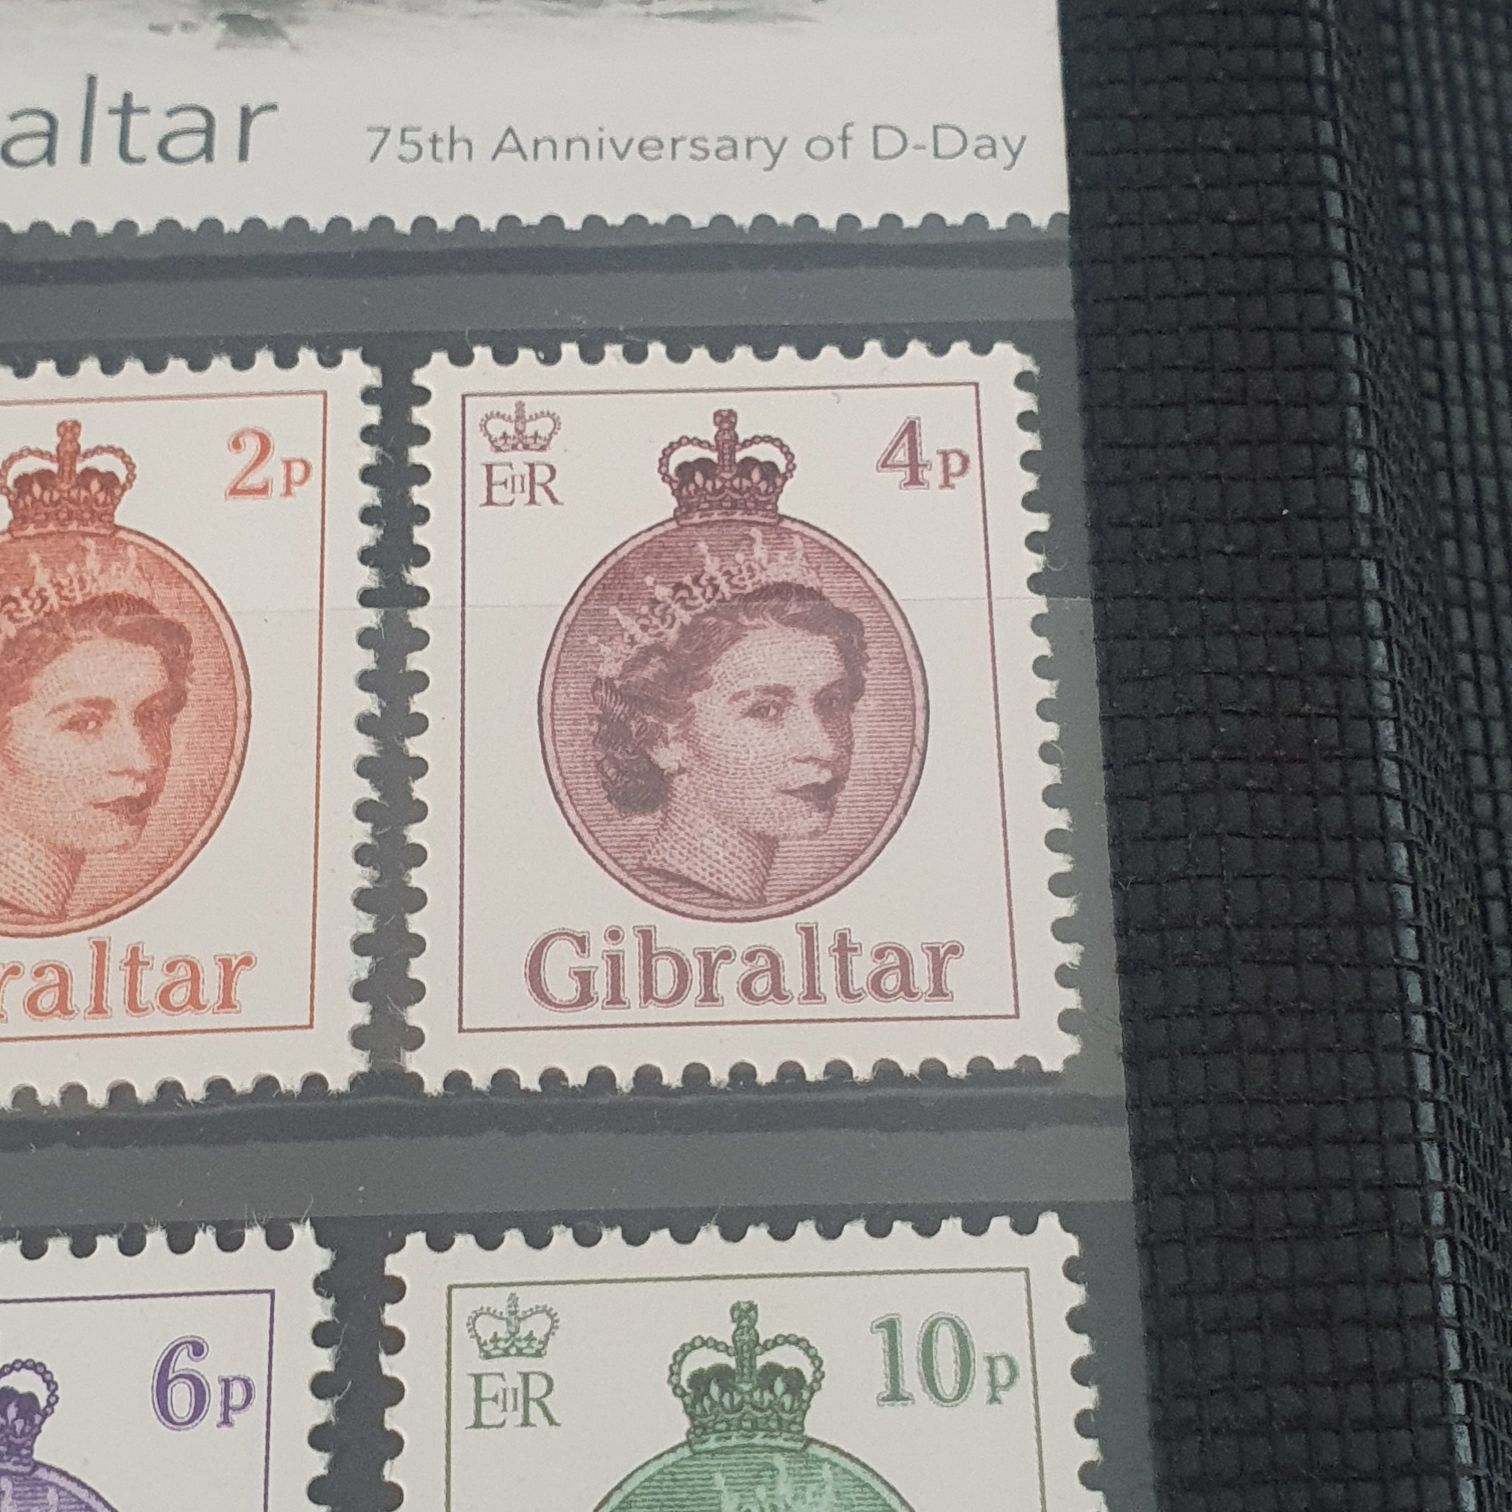 altar 75th Anniversary of D-Day
2p
raltar
EIIR
4p
Gibraltar
6p
EIIR
10p